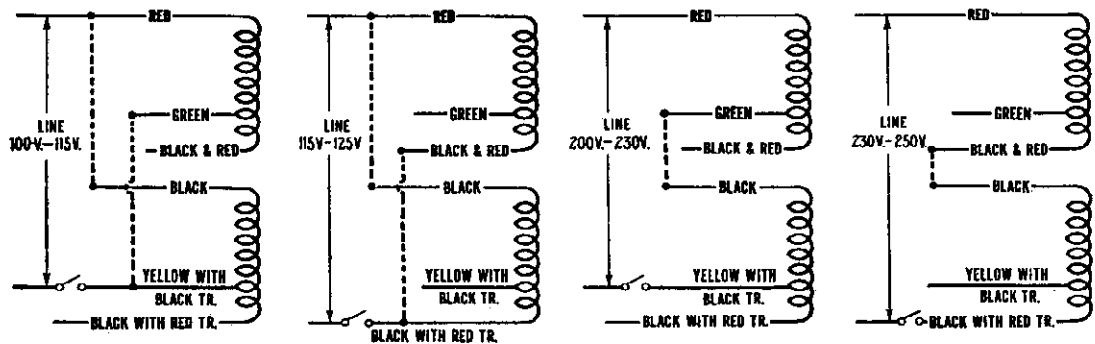 RED
GREEN
LINE
100V.-115V.
BLACK & RED
BLACK
YELLOW WITH
BLACK TR.
BLACK WITH RED TR.
RED
GREEN
LINE
115V-125V
BLACK & RED
BLACK
YELLOW WITH
BLACK TR.
BLACK WITH RED TR.
RED
GREEN
LINE
200V.-230V.
BLACK & RED
BLACK
YELLOW WITH
BLACK TR.
BLACK WITH RED TR.
RED
GREEN
LINE
230V.-250V.
BLACK & RED
BLACK
YELLOW WITH
BLACK TR.
BLACK WITH RED TR.